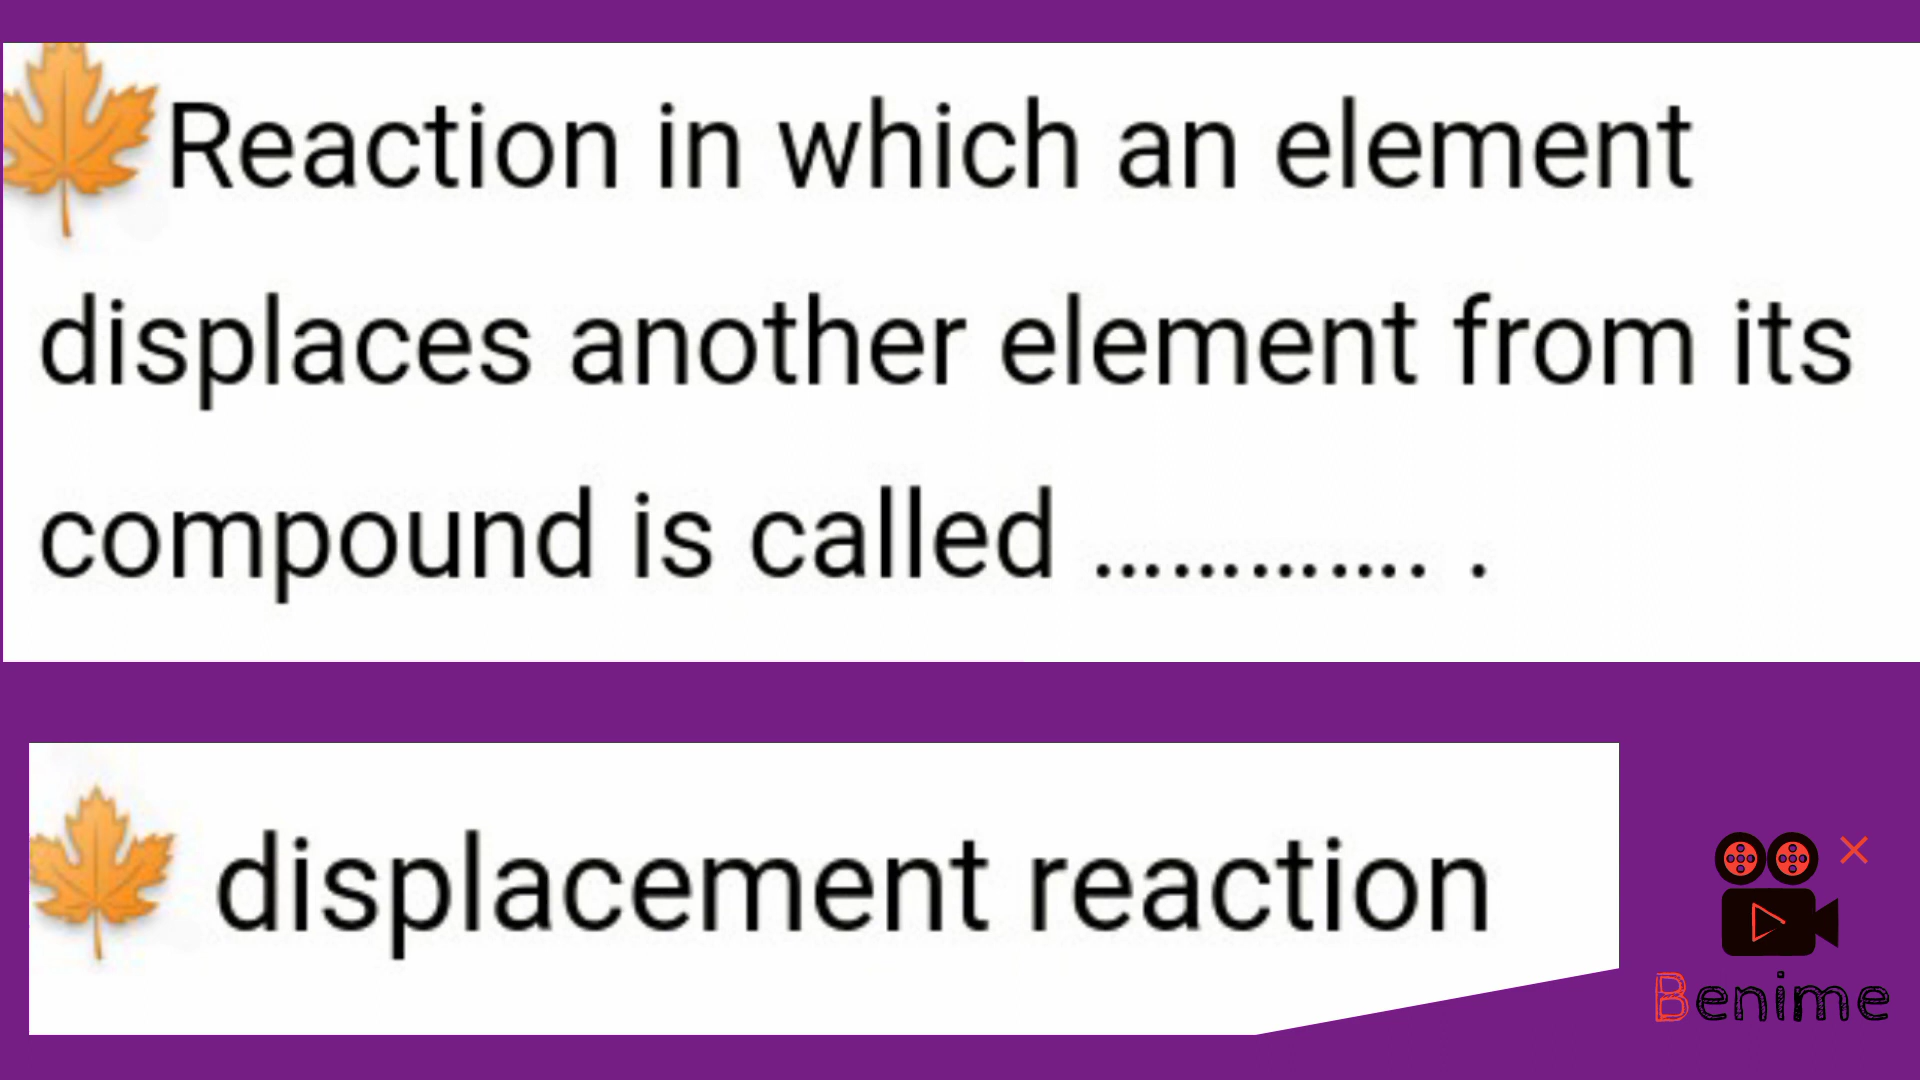 Reaction in which an element
displaces another element from its
compound is called ............. .
displacement reaction
Benime